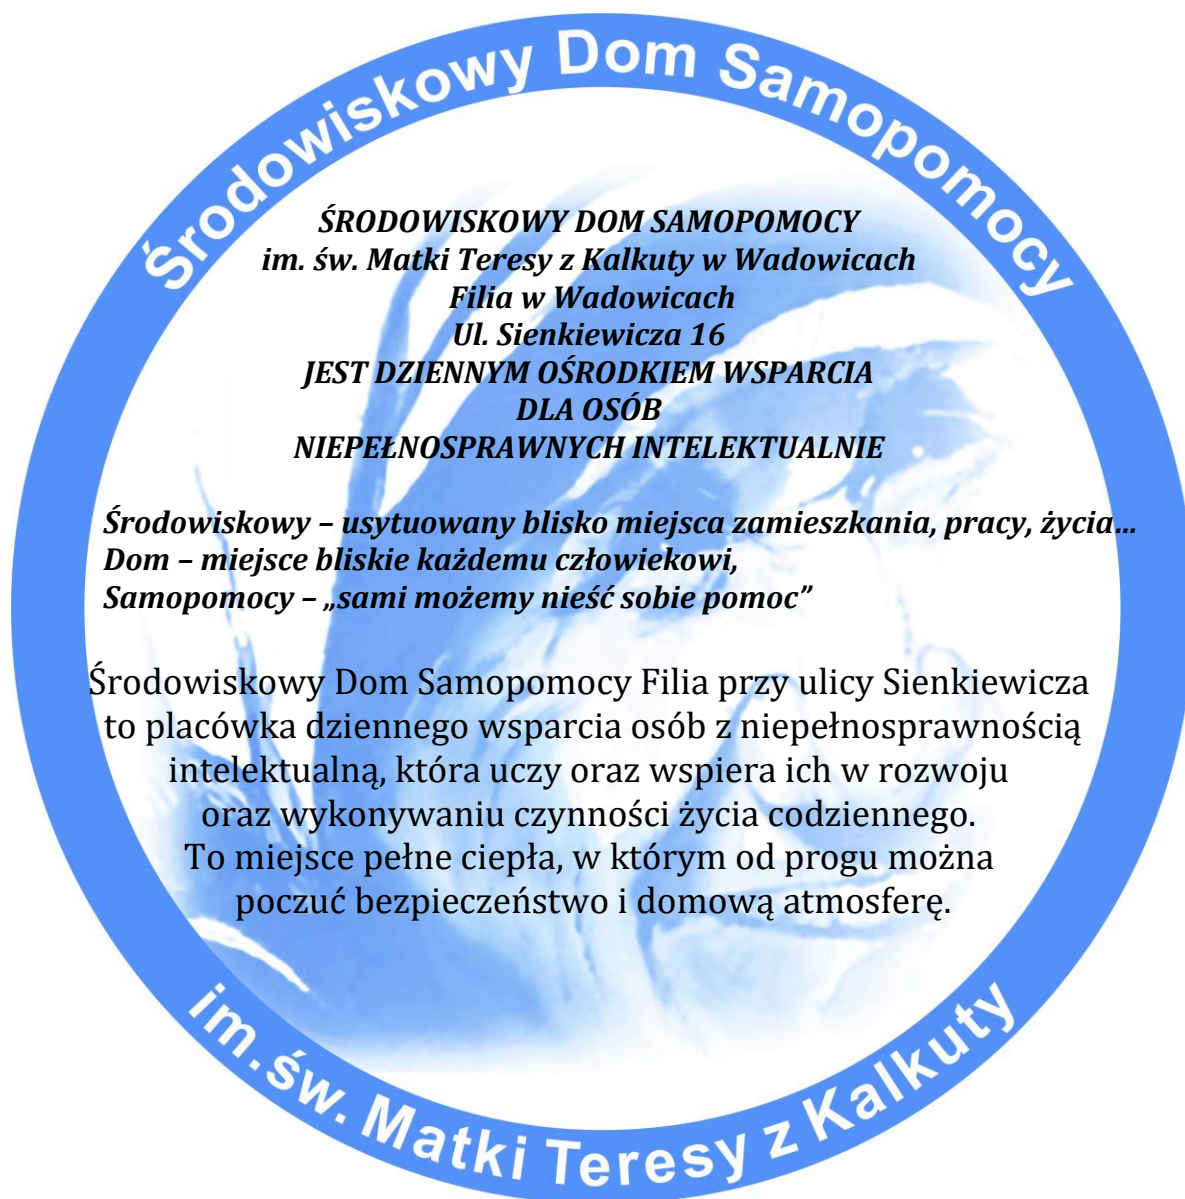 Środowiskowy Dom Samopomocy
ŚRODOWISKOWY DOM SAMOPOMOCY
im. św. Matki Teresy z Kalkuty w Wadowicach
Filia w Wadowicach
Ul. Sienkiewicza 16
JEST DZIENNYM OŚRODKIEM WSPARCIA
DLA OSÓB
NIEPEŁNOSPRAWNYCH INTELEKTUALNIE
Środowiskowy – usytuowany blisko miejsca zamieszkania, pracy, życia...
Dom – miejsce bliskie każdemu człowiekowi,
Samopomocy – „sami możemy nieść sobie pomoc”
Środowiskowy Dom Samopomocy Filia przy ulicy Sienkiewicza
to placówka dziennego wsparcia osób z niepełnosprawnością
intelektualną, która uczy oraz wspiera ich w rozwoju
oraz wykonywaniu czynności życia codziennego.
To miejsce pełne ciepła, w którym od progu można
poczuć bezpieczeństwo i domową atmosferę.
im.św. Matki Teresy z Kalkuty